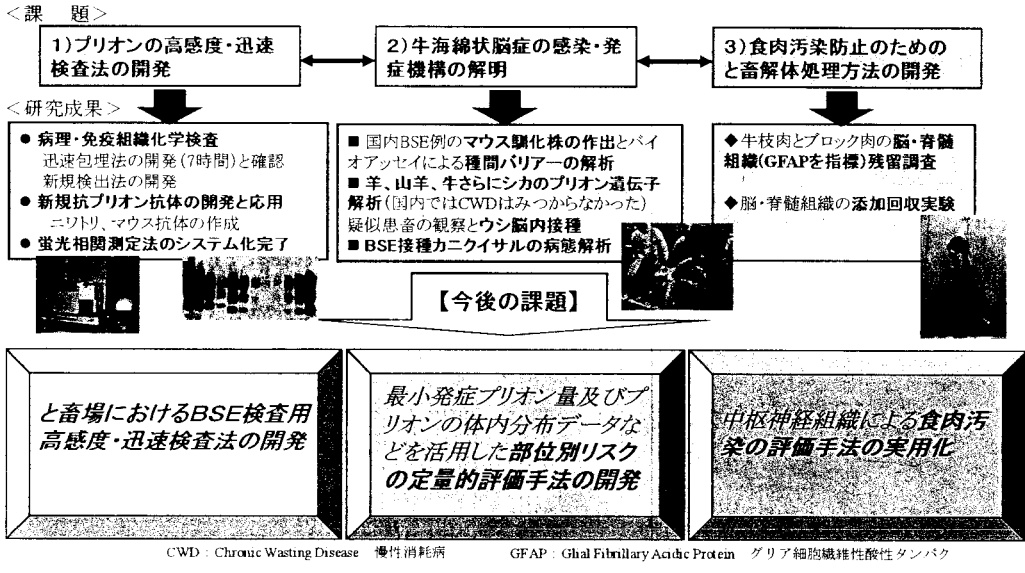 ＜課　題＞
1)プリオンの高感度・迅速
検査法の開発
2)牛海綿状脳症の感染・発
症機構の解明
3)食肉汚染防止のための
と畜解体処理方法の開発
＜研究成果＞
● 病理・免疫組織化学検査
迅速包埋法の開発(7時間)と確認
新規検出法の開発
● 新規抗プリオン抗体の開発と応用
ニワトリ、マウス抗体の作成
● 蛍光相関測定法のシステム化完了
■ 国内BSE例のマウス馴化株の作出とバイ
オアッセイによる種間バリアーの解析
■ 羊、山羊、牛さらにシカのプリオン遺伝子
解析(国内ではCWDはみつからなかった)
疑似患畜の観察とウシ脳内接種
■ BSE接種カニクイザルの病態解析
◆牛枝肉とブロック肉の脳・脊髄
組織(GFAPを指標)残留調査
◆脳・脊髄組織の添加回収実験
【今後の課題】
と畜場におけるBSE検査用
高感度・迅速検査法の開発
最小発症プリオン量及びプ
リオンの体内分布データな
どを活用した部位別リスク
の定量的評価手法の開発
中枢神経組織による食肉汚
染の評価手法の実用化
CWD：Chronic Wasting Disease　慢性消耗病
GFAP：Glial Fibrillary Acidic Protein　グリア細胞繊維性酸性タンパク